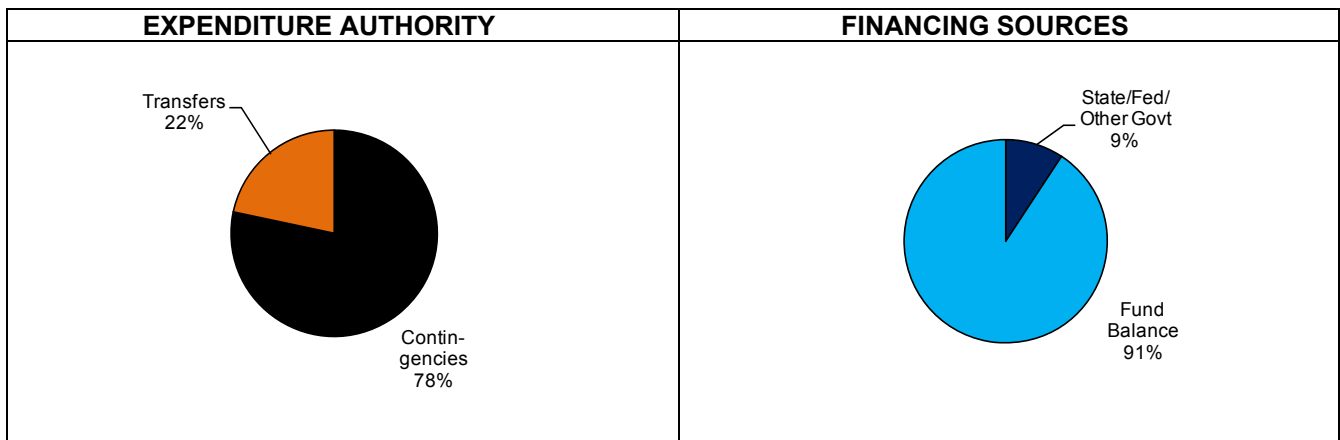 EXPENDITURE AUTHORITY
Transfers
22%
Contin-
gencies
78%
FINANCING SOURCES
State/Fed/
Other Govt
9%
Fund
Balance
91%